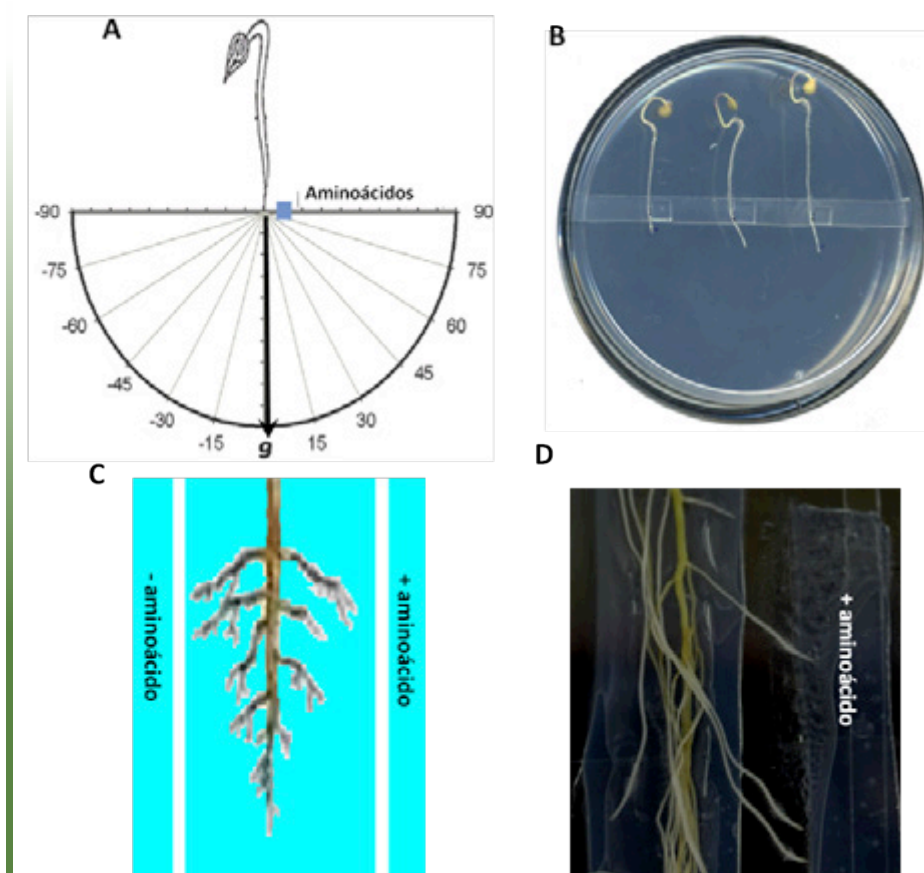 A
Aminoácidos
-90
90
-75
75
-60
60
-45
45
-30
30
-15
15
g
B
C
- aminoácido
+ aminoácido
D
+ aminoácido